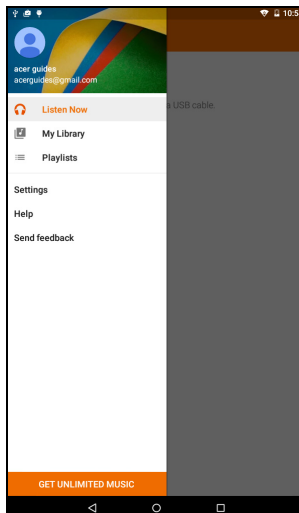 10:5
acer guides
acerguides@gmail.com
a USB cable.
Listen Now
My Library
Playlists
Settings
Help
Send feedback
GET UNLIMITED MUSIC